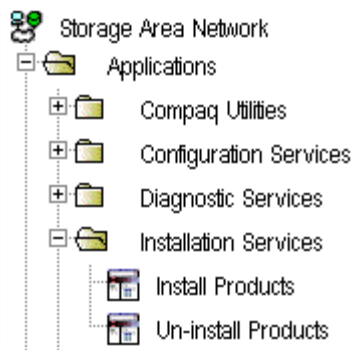 Storage Area Network
Applications
Compaq Utilities
Configuration Services
Diagnostic Services
Installation Services
Install Products
Un-install Products